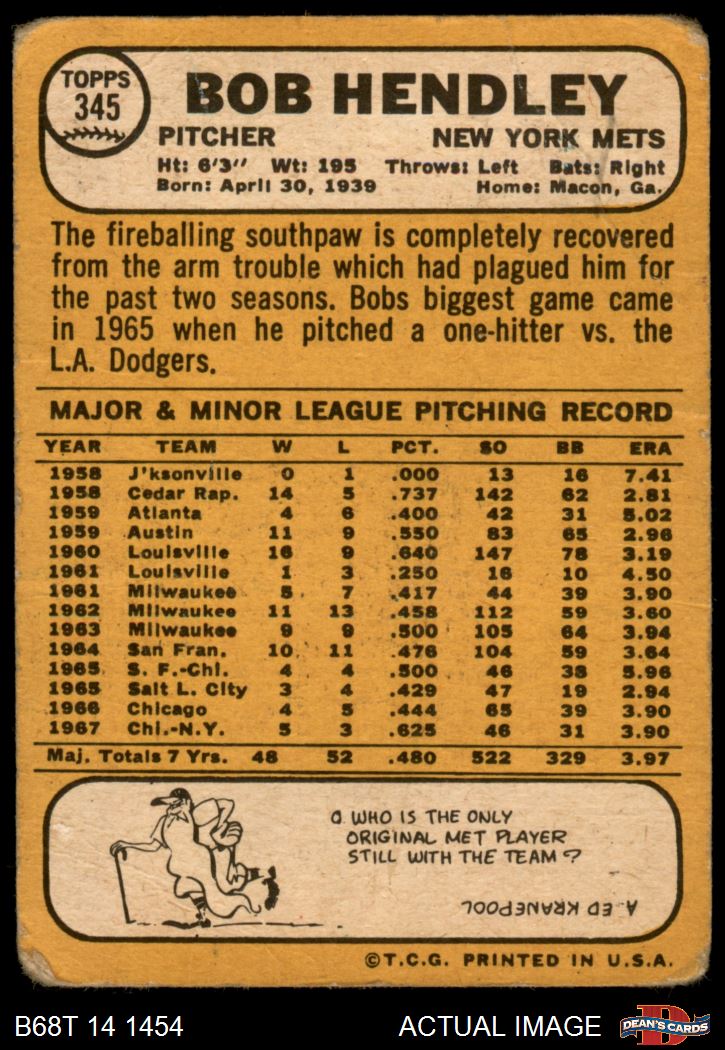 TOPPS
345
BOB HENDLEY
PITCHER NEW YORK METS
Ht: 6'3" Wt: 195 Throws: Left Bats: Right
Born: April 30, 1939 Home: Macon, Ga.
The fireballing southpaw is completely recovered
from the arm trouble which had plagued him for
the past two seasons. Bobs biggest game came
in 1965 when he pitched a one-hitter vs. the
L.A. Dodgers.
MAJOR & MINOR LEAGUE PITCHING RECORD
YEAR TEAM W L PCT. SO BB ERA
1958 J'ksonville 0 1 .000 13 16 7.41
1958 Cedar Rap. 14 5 .737 142 62 2.81
1959 Atlanta 4 6 .400 42 31 5.02
1959 Austin 11 9 .550 83 65 2.96
1960 Louisville 16 9 .640 147 78 3.19
1961 Louisville 1 3 .250 16 10 4.50
1961 Milwaukee 5 7 .417 44 39 3.90
1962 Milwaukee 11 13 .458 112 59 3.60
1963 Milwaukee 9 9 .500 105 64 3.94
1964 San Fran. 10 11 .476 104 59 3.64
1965 S. F.-Chi. 4 4 .500 46 38 5.96
1965 Salt L. City 3 4 .429 47 19 2.94
1966 Chicago 4 5 .444 65 39 3.90
1967 Chi.-N.Y. 5 3 .625 46 31 3.90
Maj. Totals 7 Yrs. 48 52 .480 522 329 3.97
Q. WHO IS THE ONLY
ORIGINAL MET PLAYER
STILL WITH THE TEAM?
A. ED KRANEPOOL
©T.C.G. PRINTED IN U.S.A.
B68T 14 1454 ACTUAL IMAGE D DEAN'S CARDS